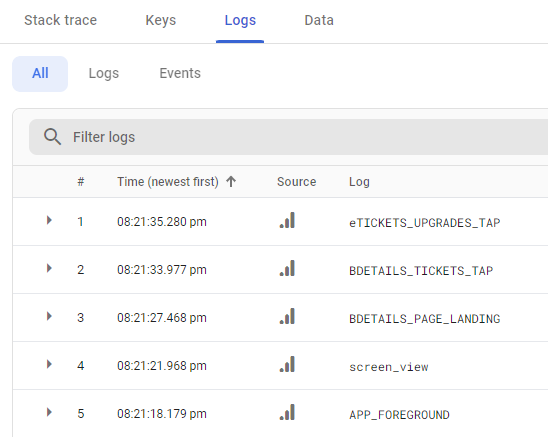 Stack trace Keys Logs Data
All Logs Events
Filter logs
# Time (newest first) Source Log
1 08:21:35.280 pm eTICKETS_UPGRADES_TAP
2 08:21:33.977 pm BDETAILS_TICKETS_TAP
3 08:21:27.468 pm BDETAILS_PAGE_LANDING
4 08:21:21.968 pm screen_view
5 08:21:18.179 pm APP_FOREGROUND